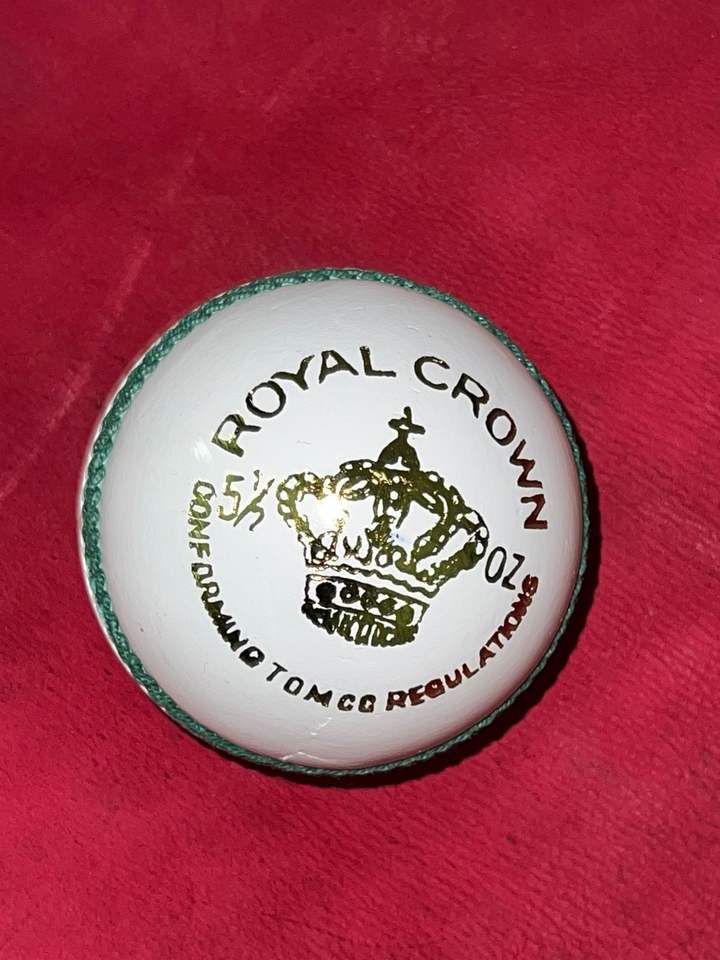 ROYAL CROWN
5½ OZ
CONFORMING TO MCC REGULATIONS